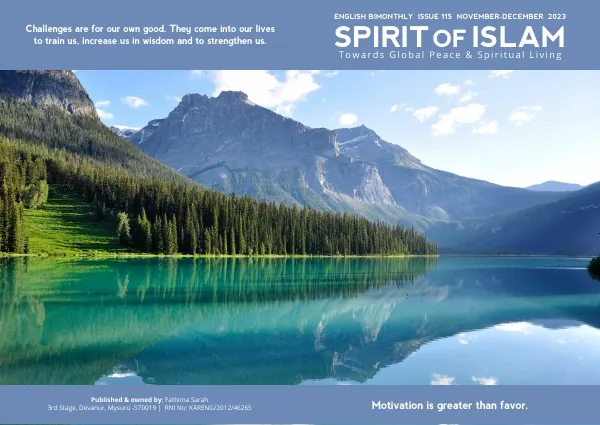 Challenges are for our own good. They come into our lives
to train us, increase us in wisdom and to strengthen us.
ENGLISH BIMONTHLY ISSUE 115 NOVEMBER-DECEMBER 2023
SPIRIT OF ISLAM
Towards Global Peace & Spiritual Living
Published & owned by: Fathima Sarah
3rd Stage, Devanur, Mysuru -570019 | RNI No: KARENG/2012/46265
Motivation is greater than favor.